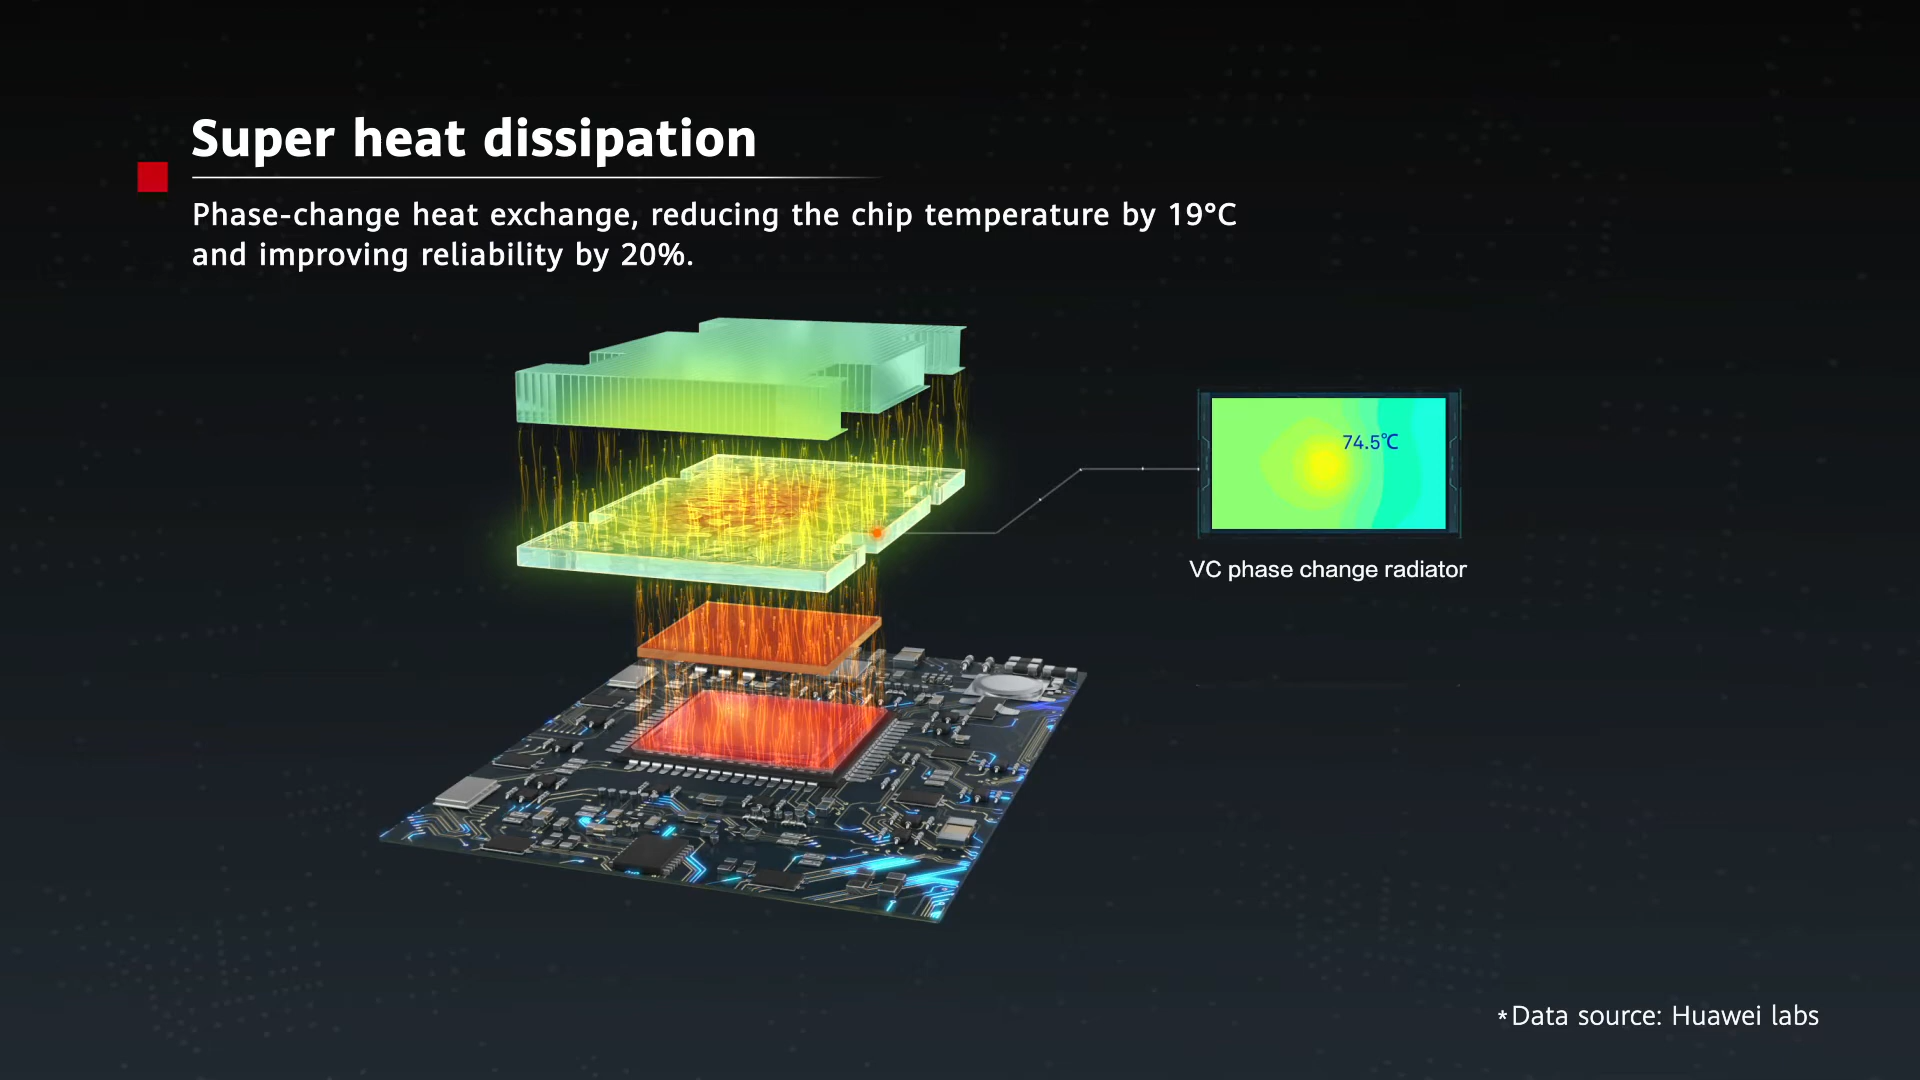 Super heat dissipation
Phase-change heat exchange, reducing the chip temperature by 19°C
and improving reliability by 20%.
74.5℃
VC phase change radiator
*Data source: Huawei labs